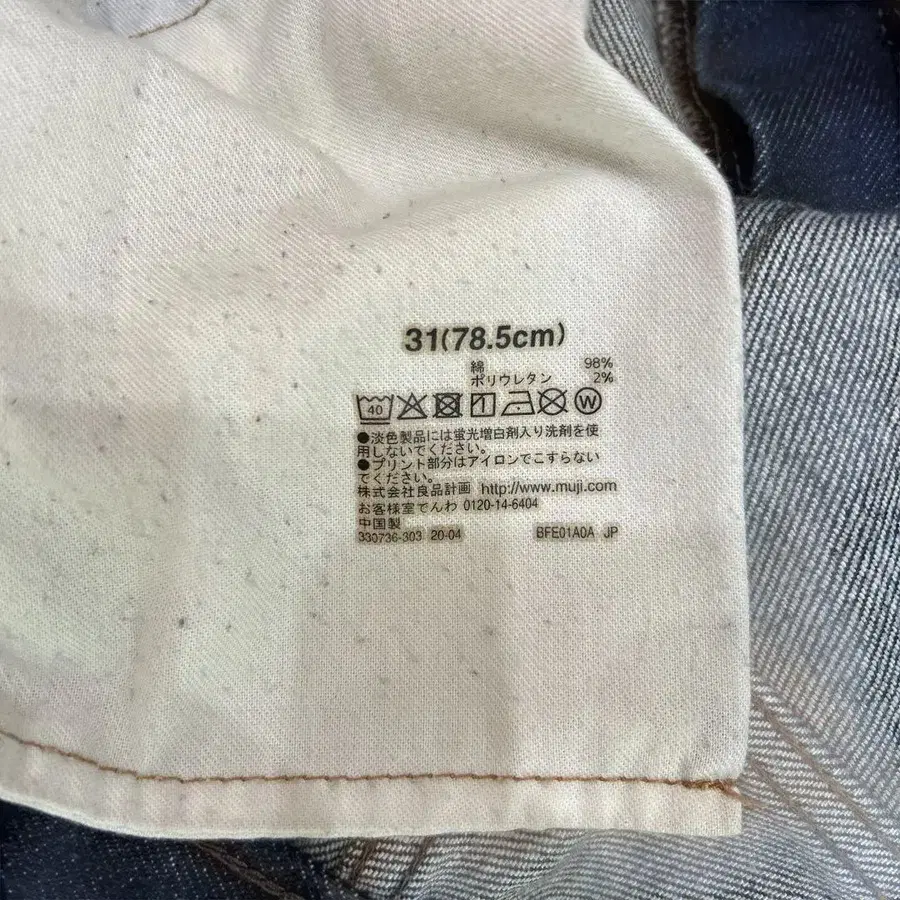 31(78.5cm)
綿 98%
ポリウレタン 2%
40 W
●淡色製品には蛍光増白剤入り洗剤を使
用しないでください。
●プリント部分はアイロンでこすらない
でください。
株式会社良品計画 http://www.muji.com
お客様室でんわ 0120-14-6404
中国製
330736-303 20-04 BFE01A0A JP